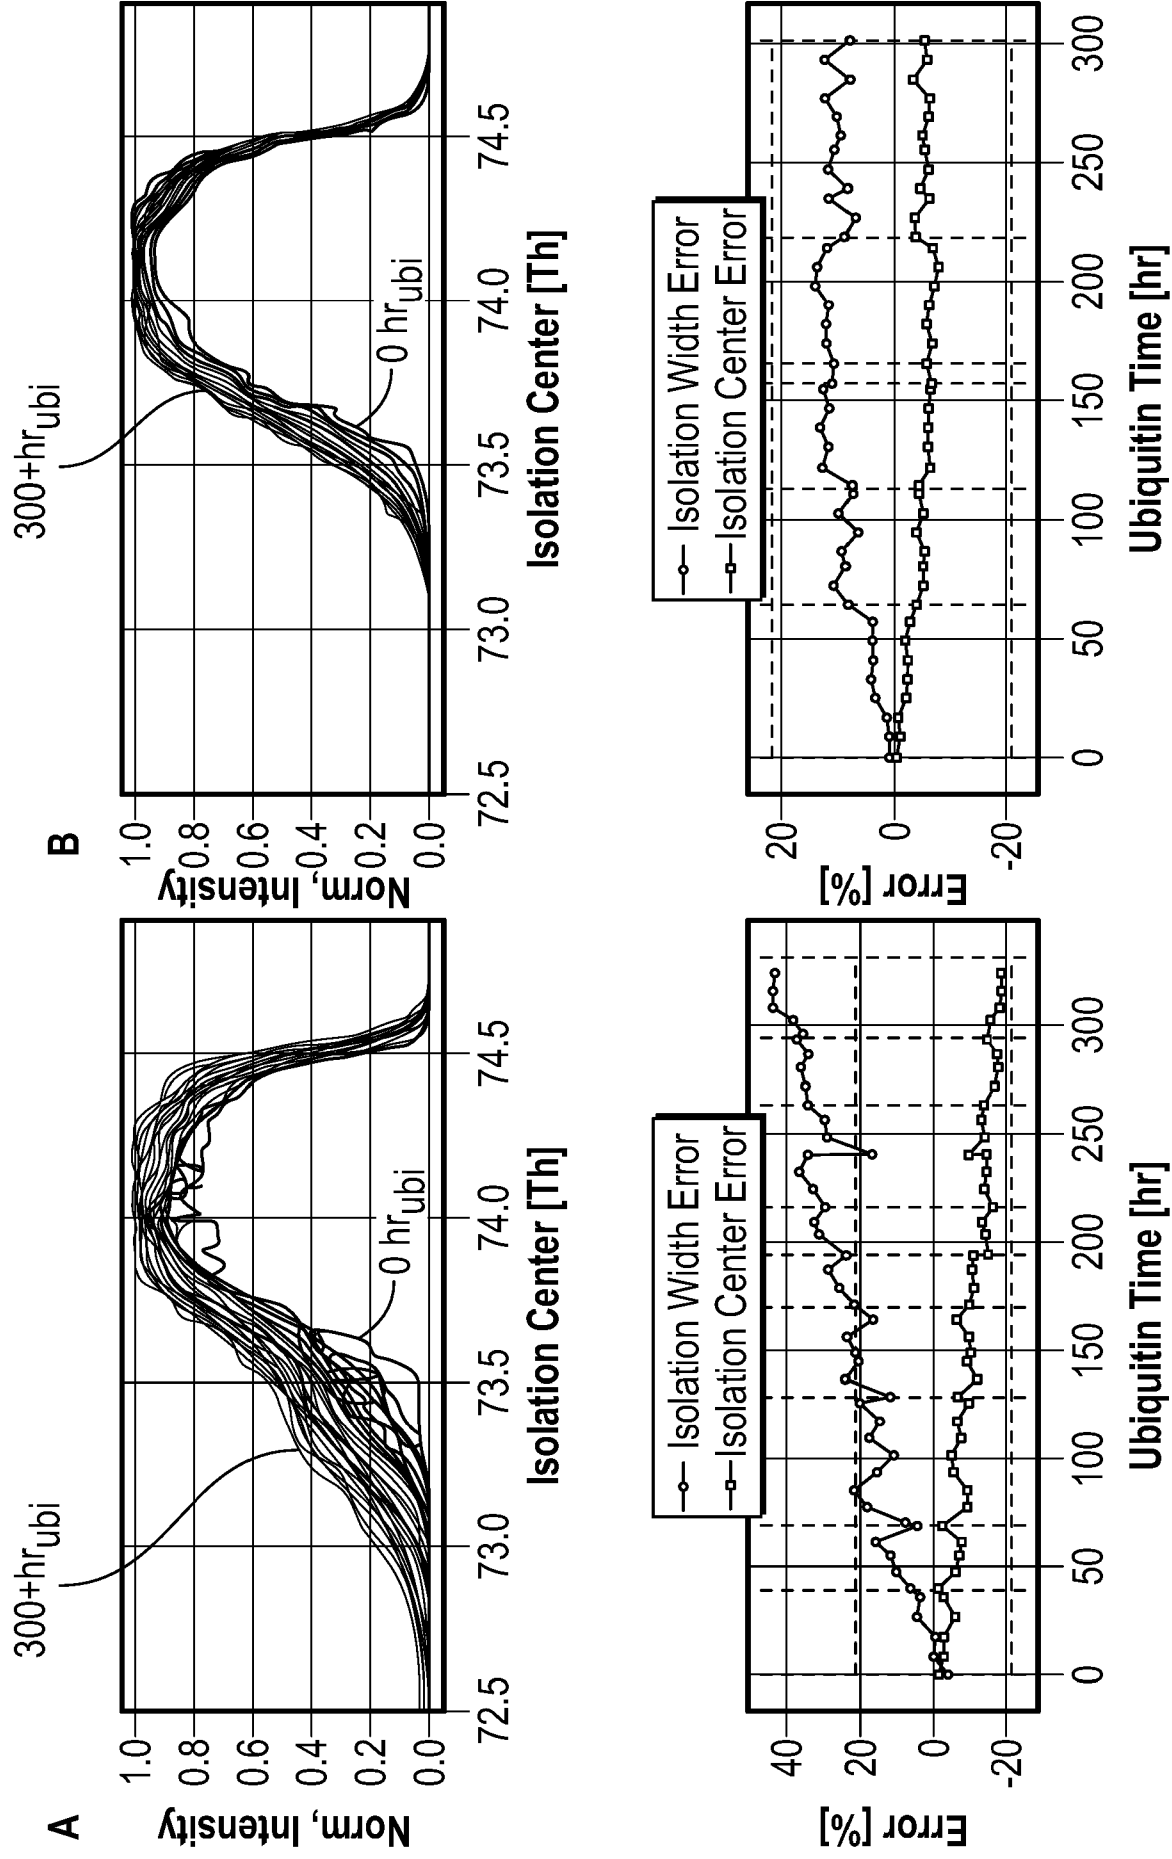 A
300+hrubi
1.0
0.8
0.6
0.4
0.2
0.0
Norm, Intensity
72.5
73.0
73.5
74.0
74.5
Isolation Center [Th]
0 hrubi
Isolation Width Error
Isolation Center Error
40
20
0
-20
Error [%]
0
50
100
150
200
250
300
Ubiquitin Time [hr]
B
300+hrubi
1.0
0.8
0.6
0.4
0.2
0.0
Norm, Intensity
72.5
73.0
73.5
74.0
74.5
Isolation Center [Th]
0 hrubi
Isolation Width Error
Isolation Center Error
20
0
-20
Error [%]
0
50
100
150
200
250
300
Ubiquitin Time [hr]